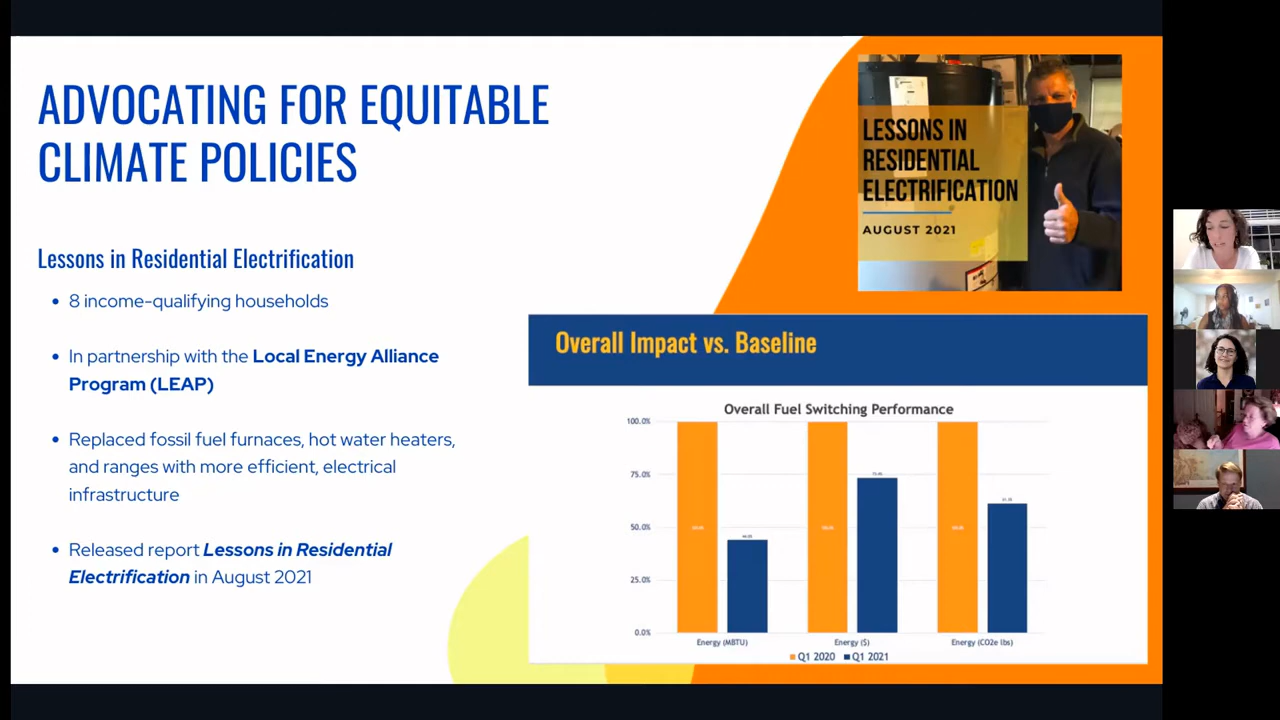 ADVOCATING FOR EQUITABLE
CLIMATE POLICIES
Lessons in Residential Electrification
• 8 income-qualifying households
• In partnership with the Local Energy Alliance
Program (LEAP)
• Replaced fossil fuel furnaces, hot water heaters,
and ranges with more efficient, electrical
infrastructure
• Released report Lessons in Residential
Electrification in August 2021
LESSONS IN
RESIDENTIAL
ELECTRIFICATION
AUGUST 2021
Overall Impact vs. Baseline
Overall Fuel Switching Performance
100.0%
75.0%
50.0%
25.0%
0.0%
Energy (MBTU)
Energy ($)
Energy (CO2e lbs)
Q1 2020
Q1 2021